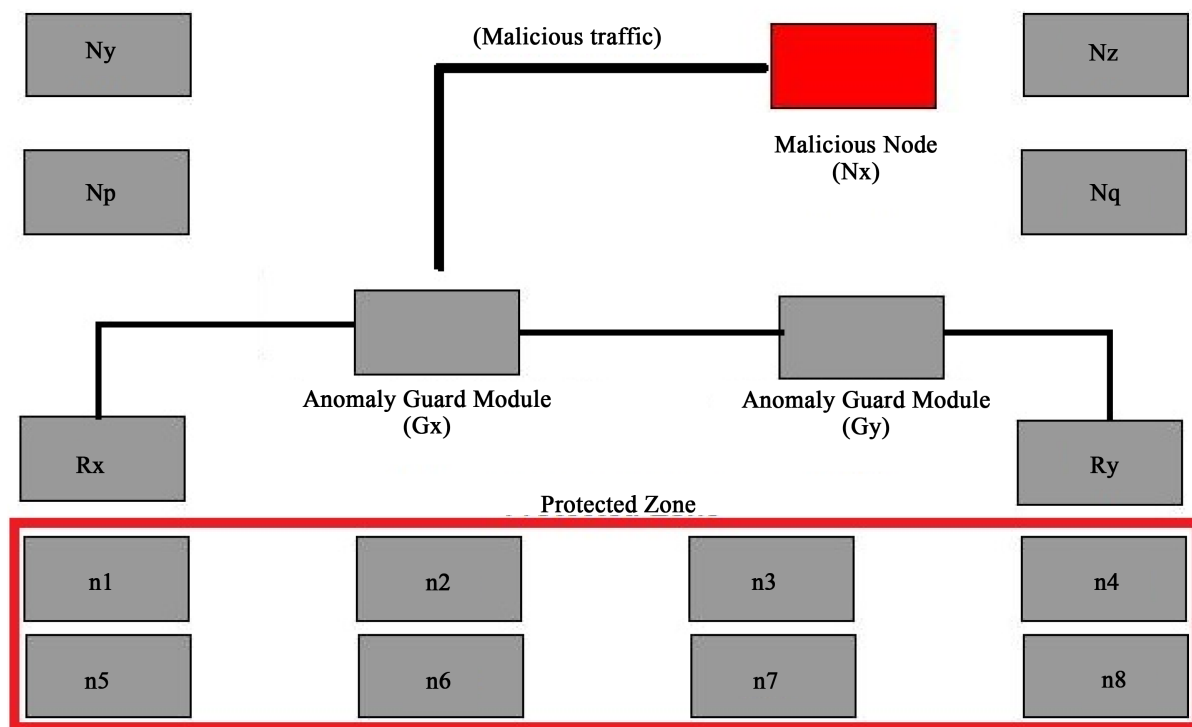 Ny
(Malicious traffic)
Nz
Np
Malicious Node
(Nx)
Nq
Anomaly Guard Module
(Gx)
Anomaly Guard Module
(Gy)
Rx
Ry
Protected Zone
n1
n2
n3
n4
n5
n6
n7
n8